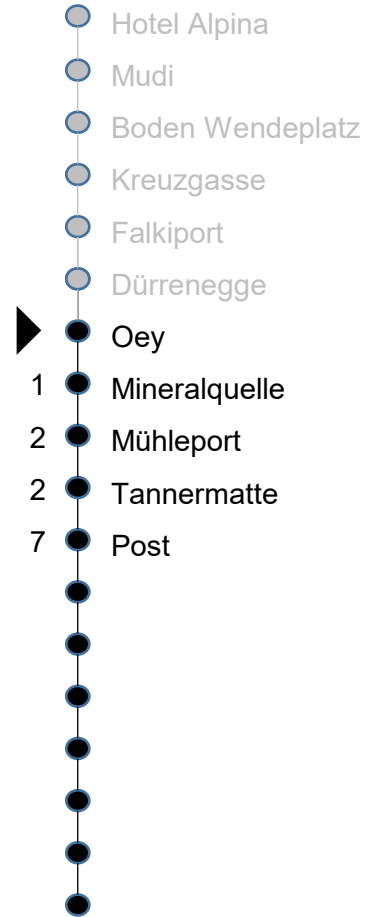 Hotel Alpina
Mudi
Boden Wendeplatz
Kreuzgasse
Falkiport
Dürrenegge
Oey
1 Mineralquelle
2 Mühleport
2 Tannermatte
7 Post